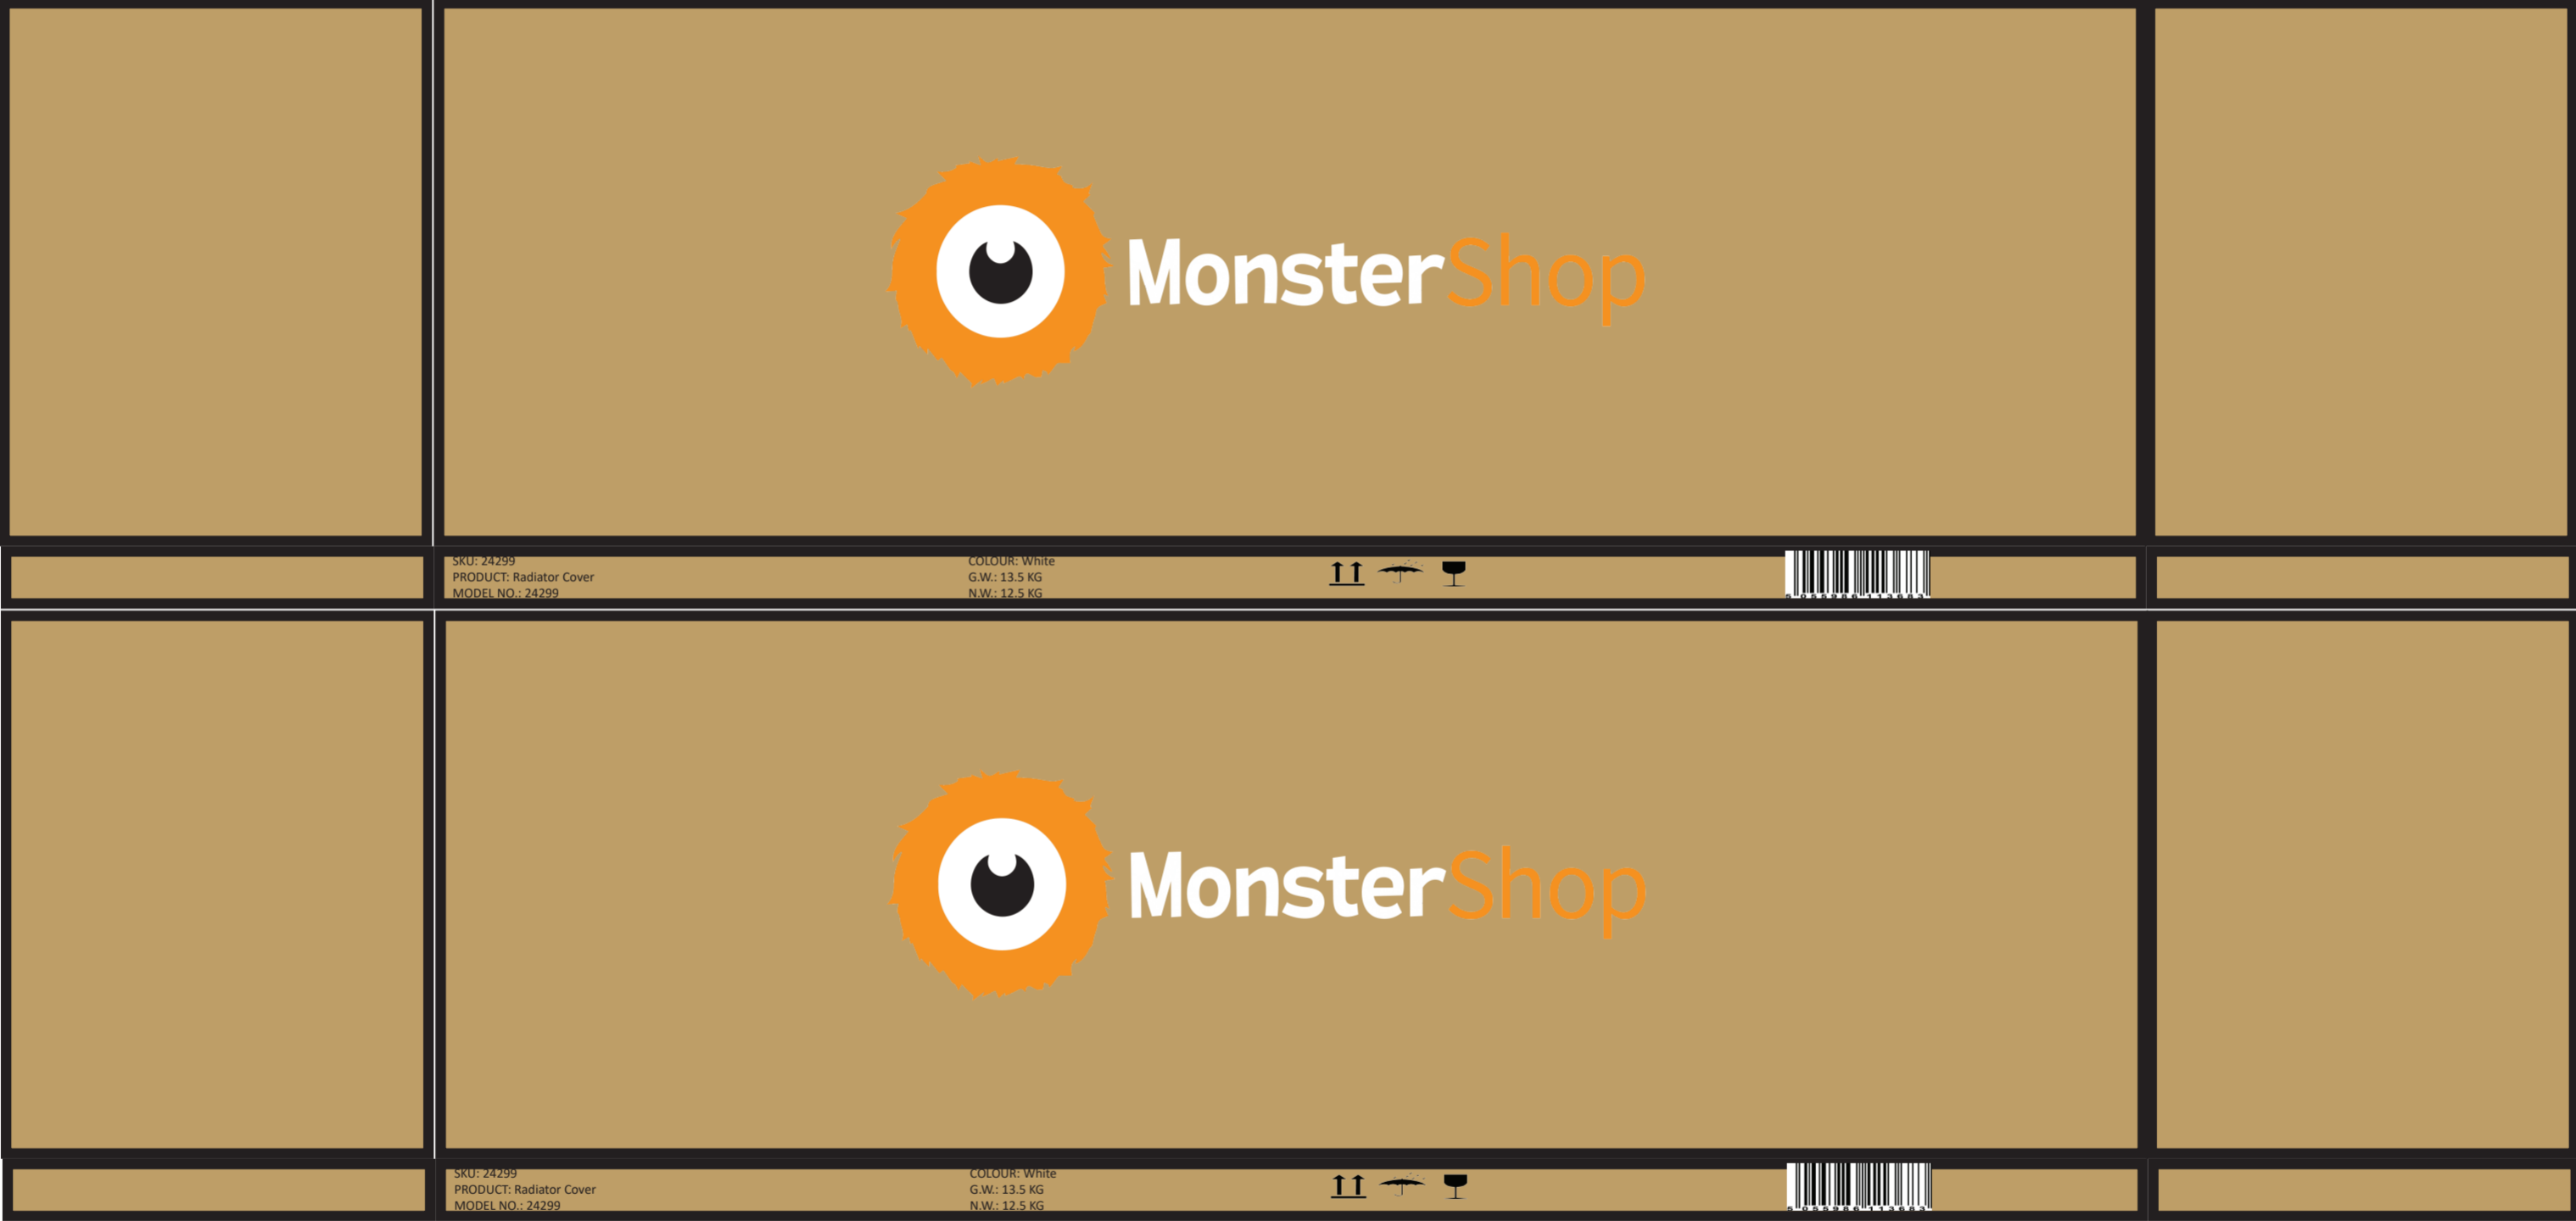 MonsterShop
SKU: 24299
PRODUCT: Radiator Cover
MODEL NO.: 24299
COLOUR: White
G.W.: 13.5 KG
N.W.: 12.5 KG
MonsterShop
SKU: 24299
PRODUCT: Radiator Cover
MODEL NO.: 24299
COLOUR: White
G.W.: 13.5 KG
N.W.: 12.5 KG